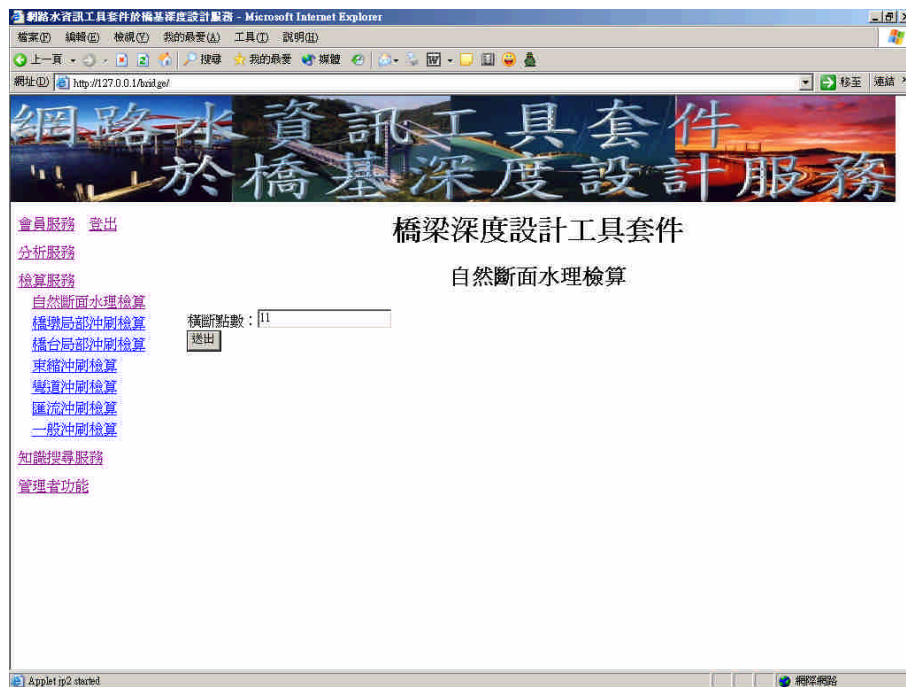 網路水資訊工具套件於橋基深度設計服務 - Microsoft Internet Explorer
檔案(F) 編輯(E) 檢視(V) 我的最愛(A) 工具(T) 說明(H)
上一頁 搜尋 我的最愛 媒體
網址(D) http://127.0.0.1/bridge/ 移至 連結
網路水資訊工具套件
於橋基深度設計服務
會員服務 登出
橋梁深度設計工具套件
分析服務
自然斷面水理檢算
檢算服務
自然斷面水理檢算
橫斷點數：11
橋墩局部沖刷檢算
送出
橋台局部沖刷檢算
束縮沖刷檢算
彎道沖刷檢算
匯流沖刷檢算
一般沖刷檢算
知識搜尋服務
管理者功能
Applet jp2 started 網際網路